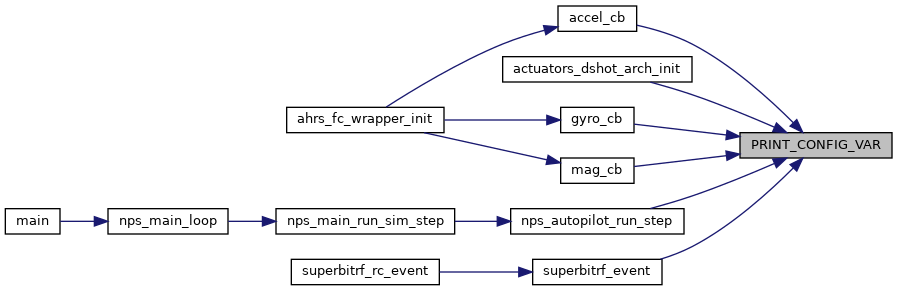 accel_cb
actuators_dshot_arch_init
ahrs_fc_wrapper_init
gyro_cb
PRINT_CONFIG_VAR
mag_cb
main
nps_main_loop
nps_main_run_sim_step
nps_autopilot_run_step
superbitrf_rc_event
superbitrf_event